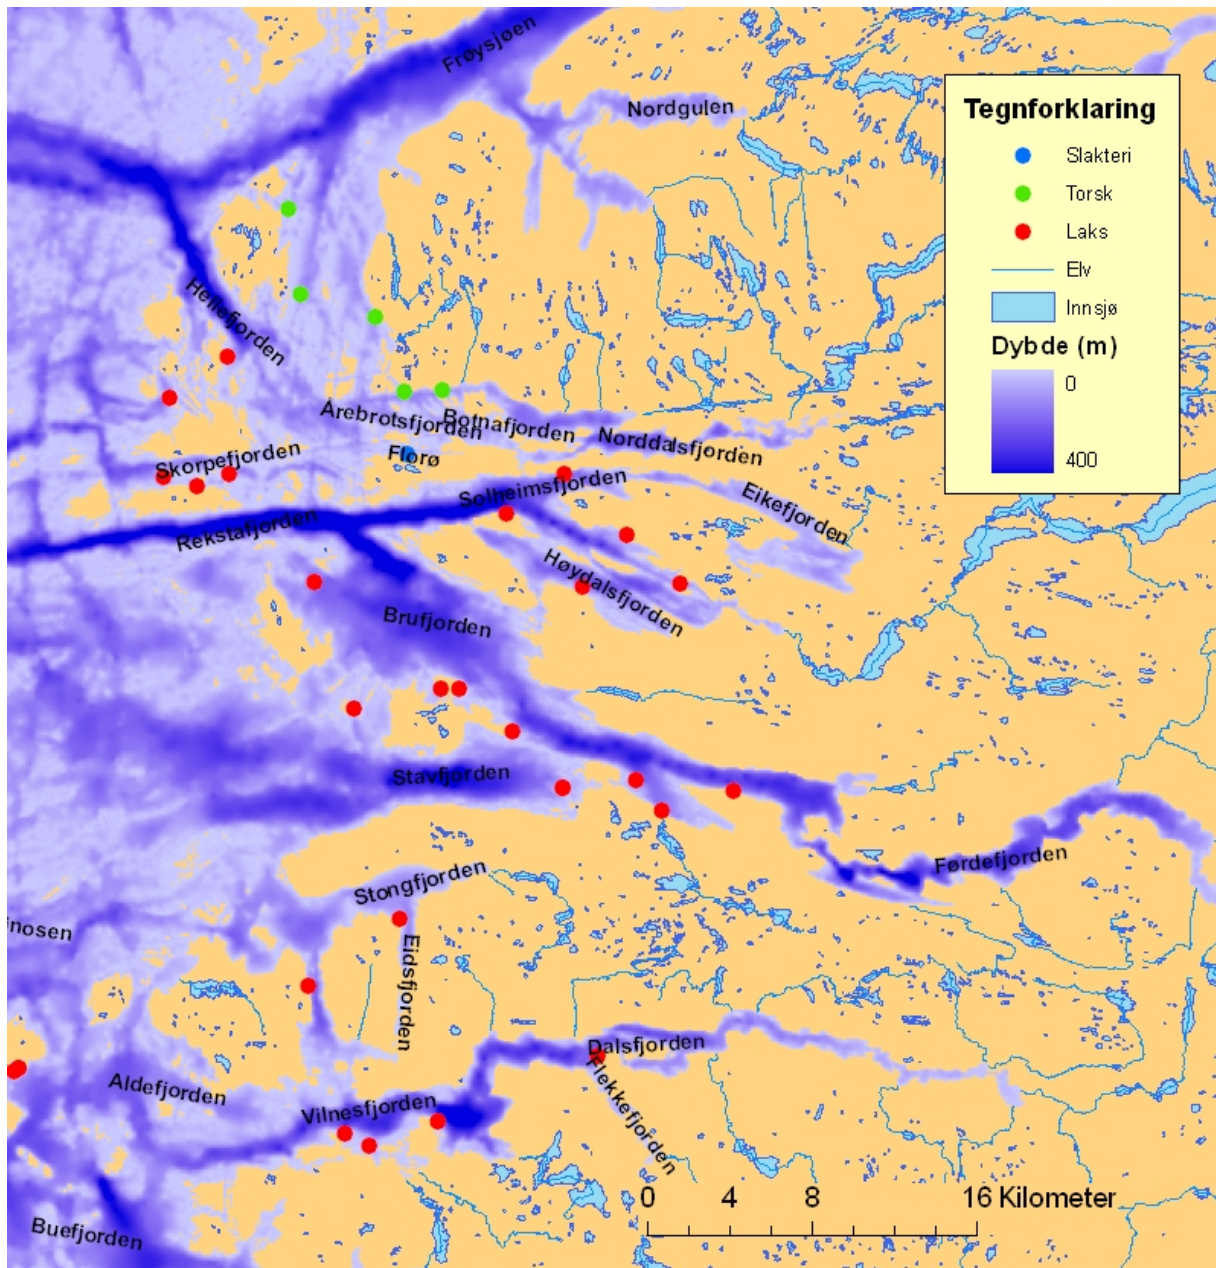 Frøysjøen
Nordgulen
Tegnforklaring
Slakteri
Torsk
Laks
Elv
Innsjø
Dybde (m)
0
400
Hellefjorden
Årebrotsfjorden
Botnafjorden
Norddalsfjorden
Skorpefjorden
Florø
Solheimsfjorden
Eikefjorden
Rekstafjorden
Høydalsfjorden
Brufjorden
Stavfjorden
Førdefjorden
Stongfjorden
nosen
Eidsfjorden
Dalsfjorden
Flekkefjorden
Aldefjorden
Vilnesfjorden
Buefjorden
0 4 8 16 Kilometer